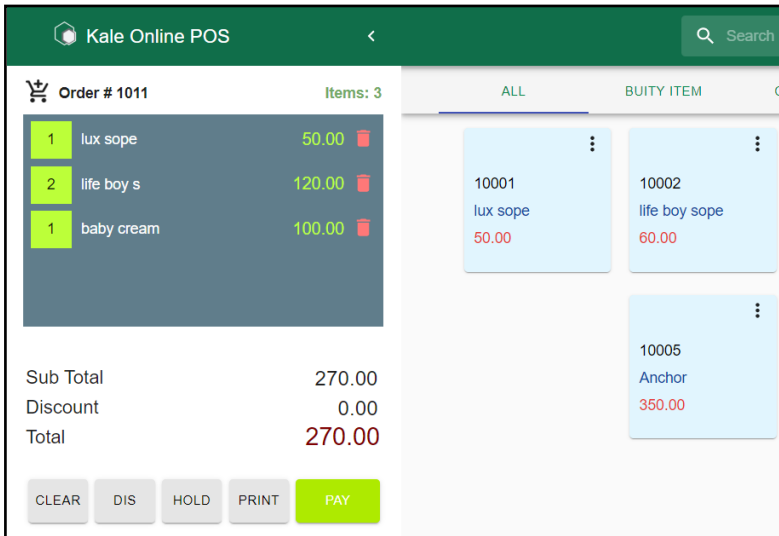 Kale Online POS
Search
Order # 1011 Items: 3
1 lux sope 50.00
2 life boy s 120.00
1 baby cream 100.00
Sub Total 270.00
Discount 0.00
Total 270.00
CLEAR DIS HOLD PRINT PAY
ALL BUITY ITEM
10001
lux sope
50.00
10002
life boy sope
60.00
10005
Anchor
350.00